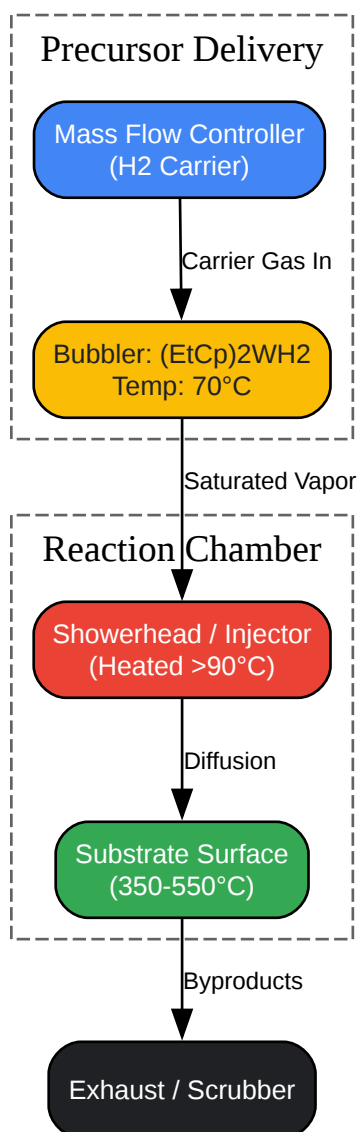 Precursor Delivery
Mass Flow Controller
(H2 Carrier)
Carrier Gas In
Bubbler: (EtCp)2WH2
Temp: 70°C
Saturated Vapor
Reaction Chamber
Showerhead / Injector
(Heated >90°C)
Diffusion
Substrate Surface
(350-550°C)
Byproducts
Exhaust / Scrubber